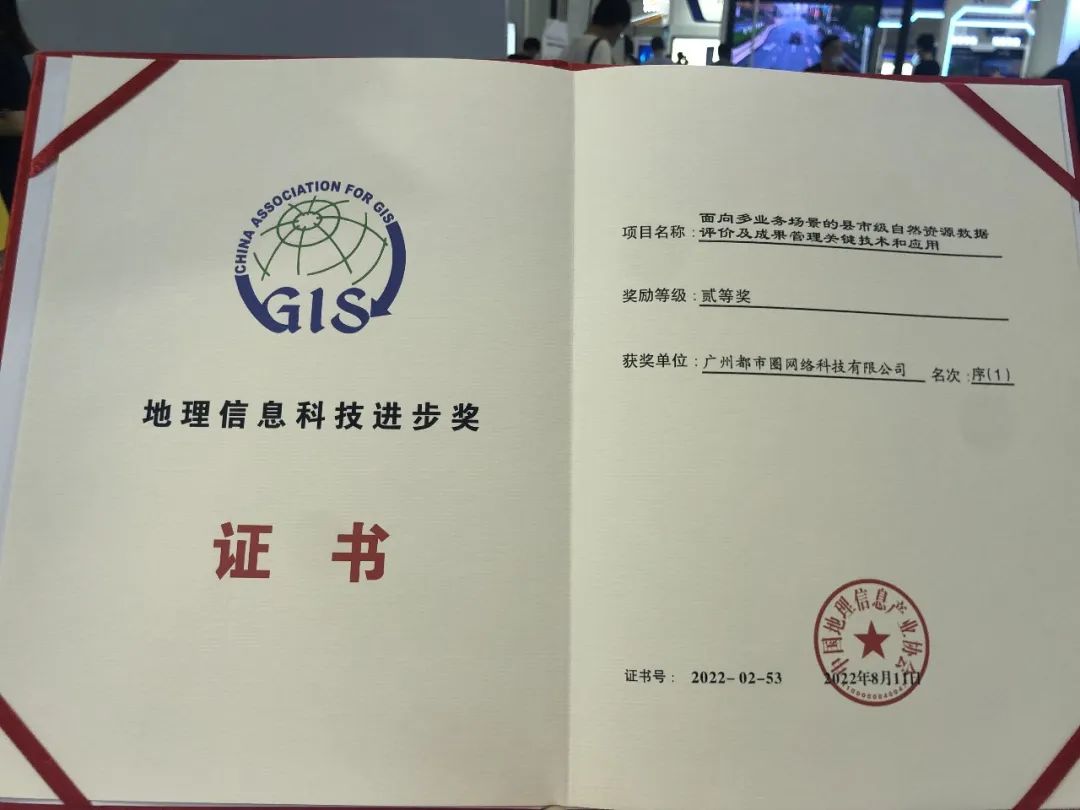 CHINA ASSOCIATION FOR GIS
GIS
地理信息科技进步奖
证书
项目名称：面向多业务场景的县市级自然资源数据
评价及成果管理关键技术和应用
奖励等级：贰等奖
获奖单位：广州都市圈网络科技有限公司 名次：序(1)
中国地理信息产业协会
证书号： 2022-02-53 2022年8月11日